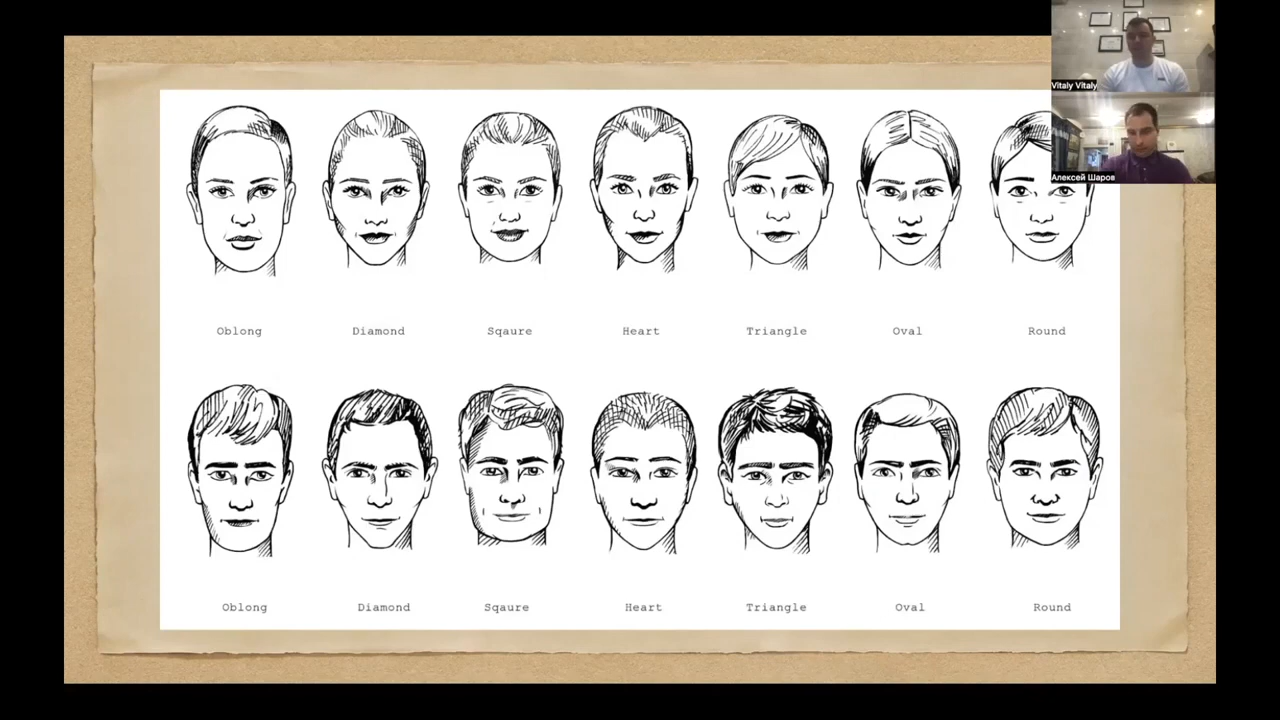 Vitaly Vitaly
Алексей Шаров
Oblong Diamond Sqaure Heart Triangle Oval Round
Oblong Diamond Sqaure Heart Triangle Oval Round